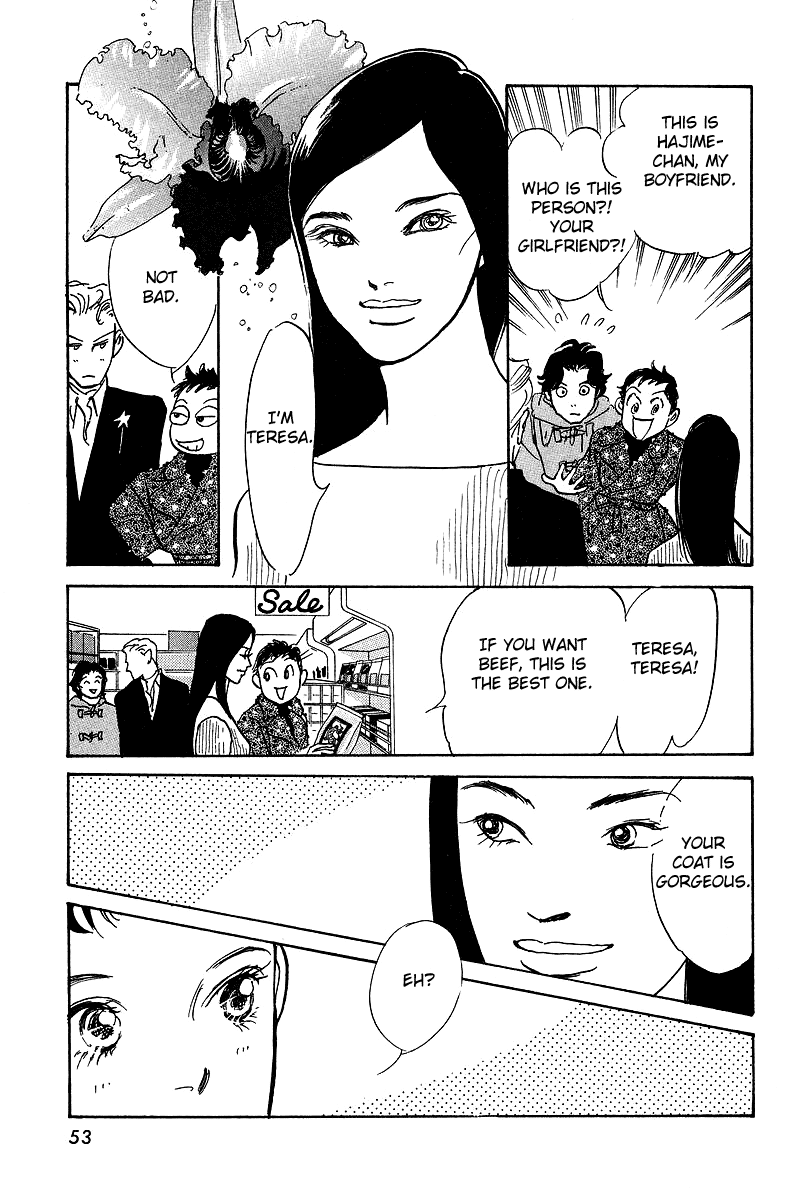 THIS IS
HAJIME-
CHAN, MY
BOYFRIEND.
WHO IS THIS
PERSON?!
YOUR
GIRLFRIEND?!
I'M
TERESA.
NOT
BAD.
TERESA,
TERESA!
IF YOU WANT
BEEF, THIS IS
THE BEST ONE.
Sale
YOUR
COAT IS
GORGEOUS.
EH?
53